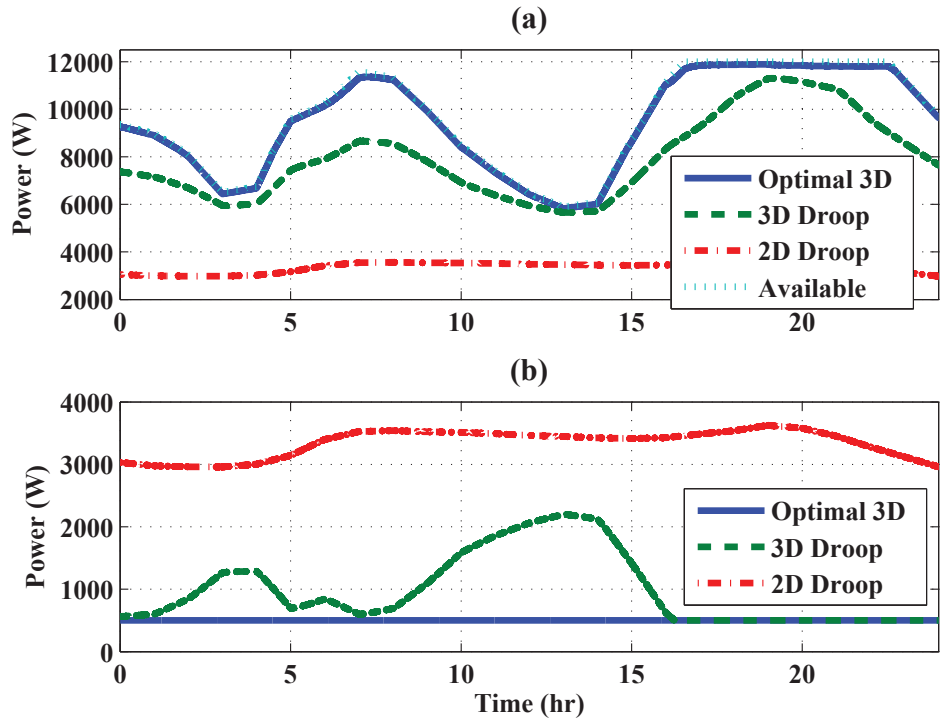 (a)
12000
10000
8000
6000
4000
2000
Power (W)
0
5
10
15
20
Optimal 3D
3D Droop
2D Droop
Available
(b)
4000
3000
2000
1000
0
Power (W)
0
5
10
15
20
Optimal 3D
3D Droop
2D Droop
Time (hr)